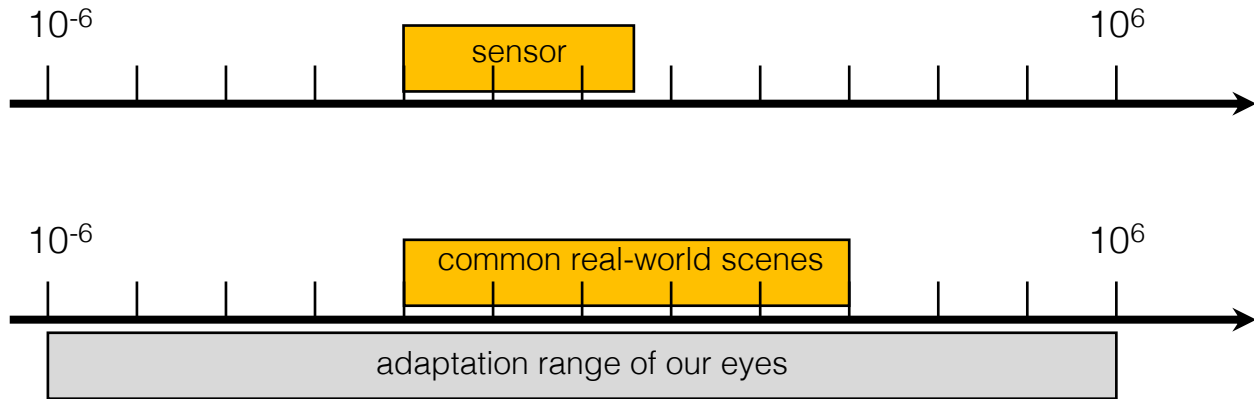 10⁻⁶ 10⁶
sensor
10⁻⁶ 10⁶
common real-world scenes
adaptation range of our eyes